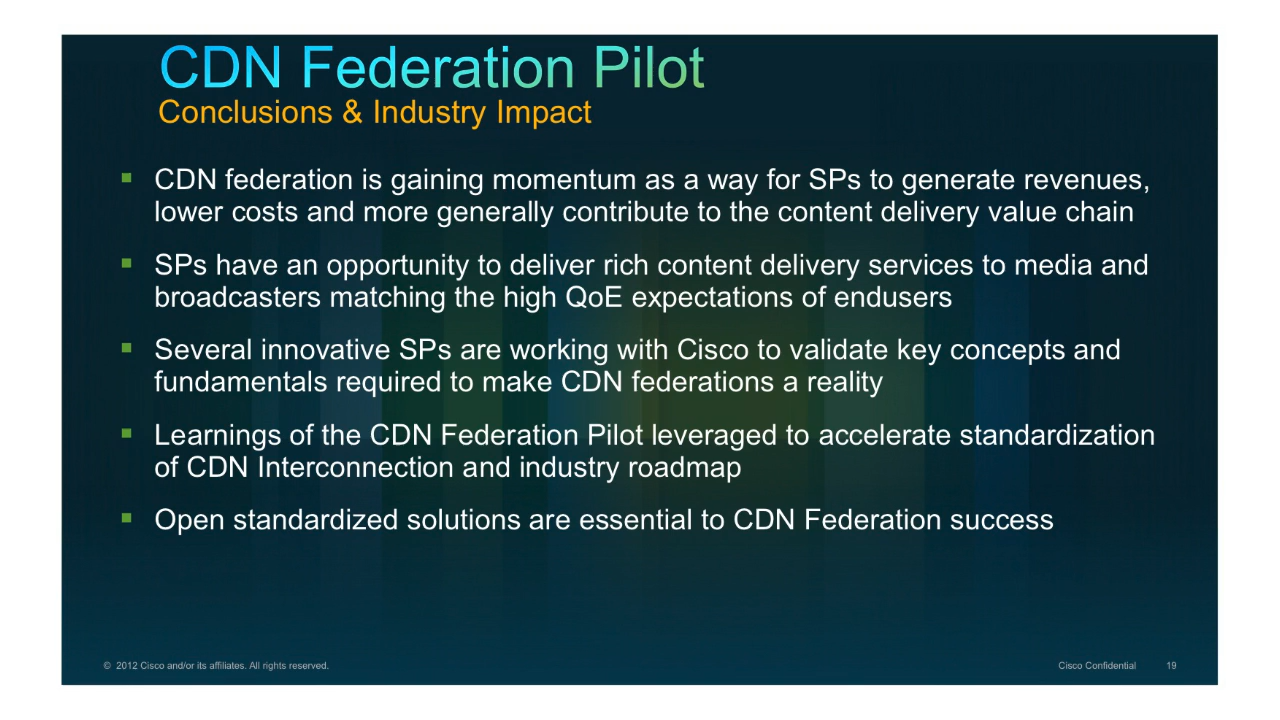 CDN Federation Pilot
Conclusions & Industry Impact
▪ CDN federation is gaining momentum as a way for SPs to generate revenues,
lower costs and more generally contribute to the content delivery value chain
▪ SPs have an opportunity to deliver rich content delivery services to media and
broadcasters matching the high QoE expectations of endusers
▪ Several innovative SPs are working with Cisco to validate key concepts and
fundamentals required to make CDN federations a reality
▪ Learnings of the CDN Federation Pilot leveraged to accelerate standardization
of CDN Interconnection and industry roadmap
▪ Open standardized solutions are essential to CDN Federation success
© 2012 Cisco and/or its affiliates. All rights reserved.
Cisco Confidential 19